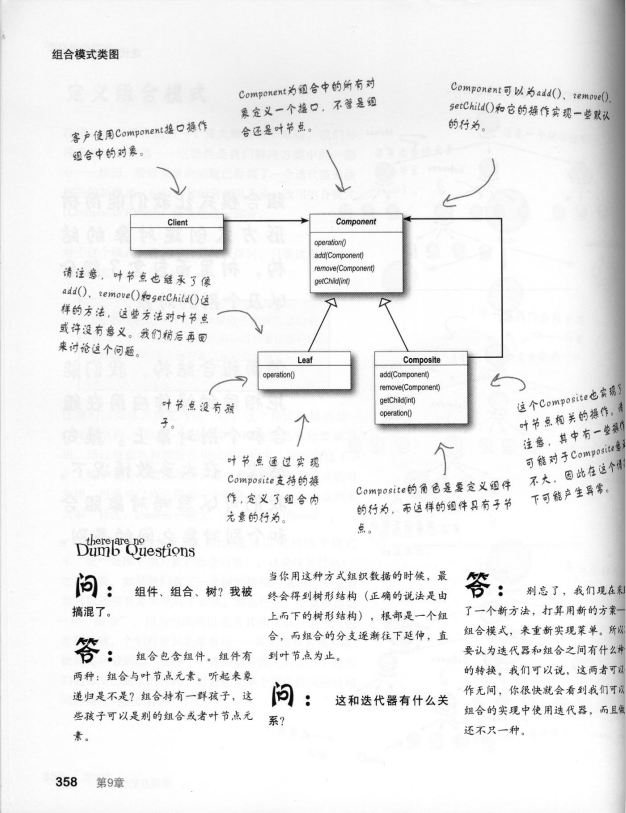 组合模式类图
客户使用Component接口操作
组合中的对象。
Component为组合中的所有对
象定义一个接口，不管是组
合还是叶节点。
Component可以为add()、remove()、
getChild()和它的操作实现一些默认
的行为。
Client
Component
operation()
add(Component)
remove(Component)
getChild(int)
请注意，叶节点也继承了像
add()、remove()和getChild()这
样的方法，这些方法对叶节点
或许没有意义。我们稍后再回
来讨论这个问题。
Leaf
operation()
Composite
add(Component)
remove(Component)
getChild(int)
operation()
叶节点没有孩
子。
叶节点通过实现
Composite支持的操
作，定义了组合内
元素的行为。
Composite的角色是要定义组件
的行为，而这样的组件具有子节
点。
这个Composite也实现了
叶节点相关的操作，请
注意，其中有一些操作
可能对于Composite意义
不大，因此在这个情
下可能产生异常。
there are no
Dumb Questions
问： 组件、组合、树？我被
搞混了。
答： 组合包含组件。组件有
两种：组合与叶节点元素。听起来象
递归是不是？组合持有一群孩子，这
些孩子可以是别的组合或者叶节点元
素。
当你用这种方式组织数据的时候，最
终会得到树形结构（正确的说法是由
上而下的树形结构），根部是一个组
合，而组合的分支逐渐往下延伸，直
到叶节点为止。
问： 这和迭代器有什么关
系？
答： 别忘了，我们现在采
了一个新方法，打算用新的方案一
组合模式，来重新实现菜单。所以
要认为迭代器和组合之间有什么神
的转换。我们可以说，这两者可以
作无间，你很快就会看到我们可以
组合的实现中使用迭代器，而且做
还不只一种。
358 第9章